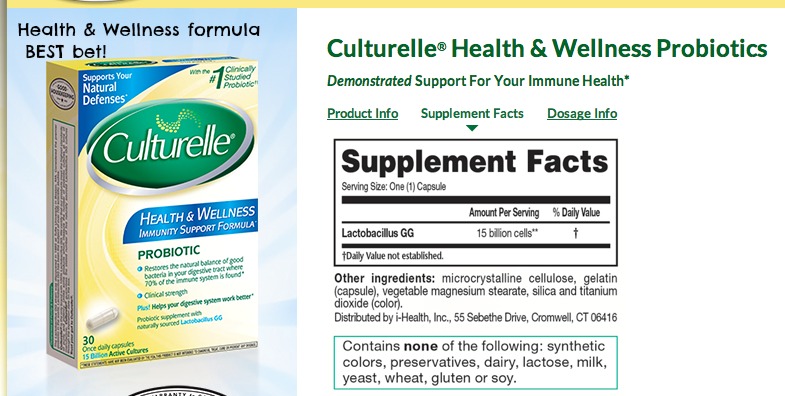 Health & Wellness formula
BEST bet!
Supports Your
Natural
Defenses*
With the
#1 Clinically
Studied
Probiotic††
GOOD
HOUSEKEEPING
Culturelle®
HEALTH & WELLNESS
IMMUNITY SUPPORT FORMULA*
PROBIOTIC
Restores the natural balance of good
bacteria in your digestive tract where
70% of the immune system is found*
Clinical strength
Plus! Helps your digestive system work better*
Probiotic supplement with
naturally sourced Lactobacillus GG
30
Once daily capsules
15 Billion Active Cultures
Culturelle® Health & Wellness Probiotics
Demonstrated Support For Your Immune Health*
Product Info Supplement Facts Dosage Info
Supplement Facts
Serving Size: One (1) Capsule
Amount Per Serving % Daily Value
Lactobacillus GG 15 billion cells** †
†Daily Value not established.
Other ingredients: microcrystalline cellulose, gelatin
(capsule), vegetable magnesium stearate, silica and titanium
dioxide (color).
Distributed by i-Health, Inc., 55 Sebethe Drive, Cromwell, CT 06416
Contains none of the following: synthetic
colors, preservatives, dairy, lactose, milk,
yeast, wheat, gluten or soy.